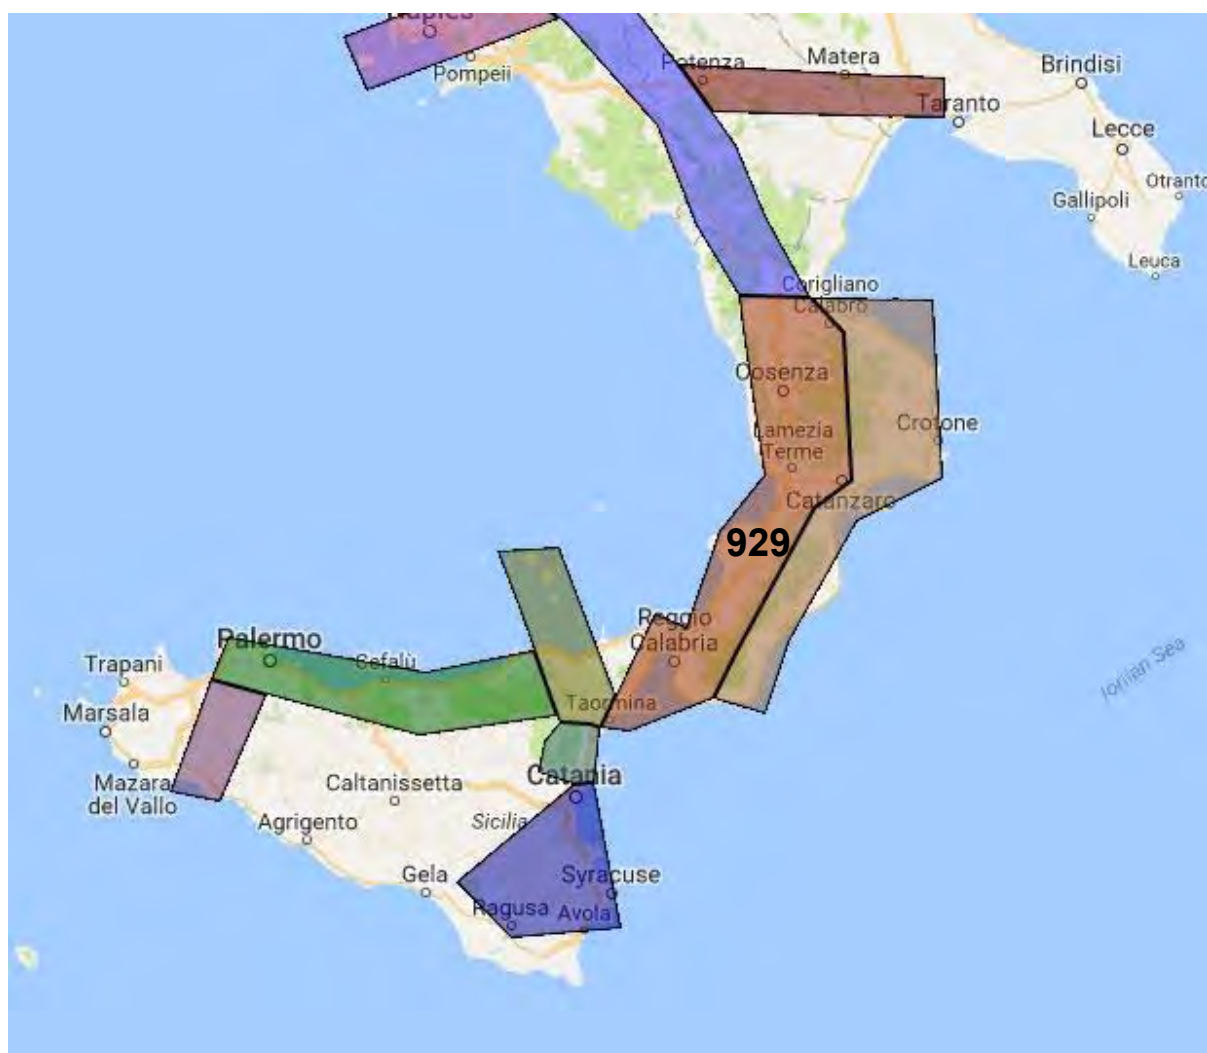 Naples
Pompeii
Potenza
Matera
Brindisi
Taranto
Lecce
Otranto
Gallipoli
Leuca
Corigliano
Calabro
Cosenza
Lamezia
Terme
Crotone
Catanzaro
929
Reggio
Calabria
Palermo
Cefalù
Trapani
Taormina
Marsala
Ionian Sea
Mazara
del Vallo
Caltanissetta
Catania
Agrigento
Sicilia
Gela
Syracuse
Ragusa
Avola